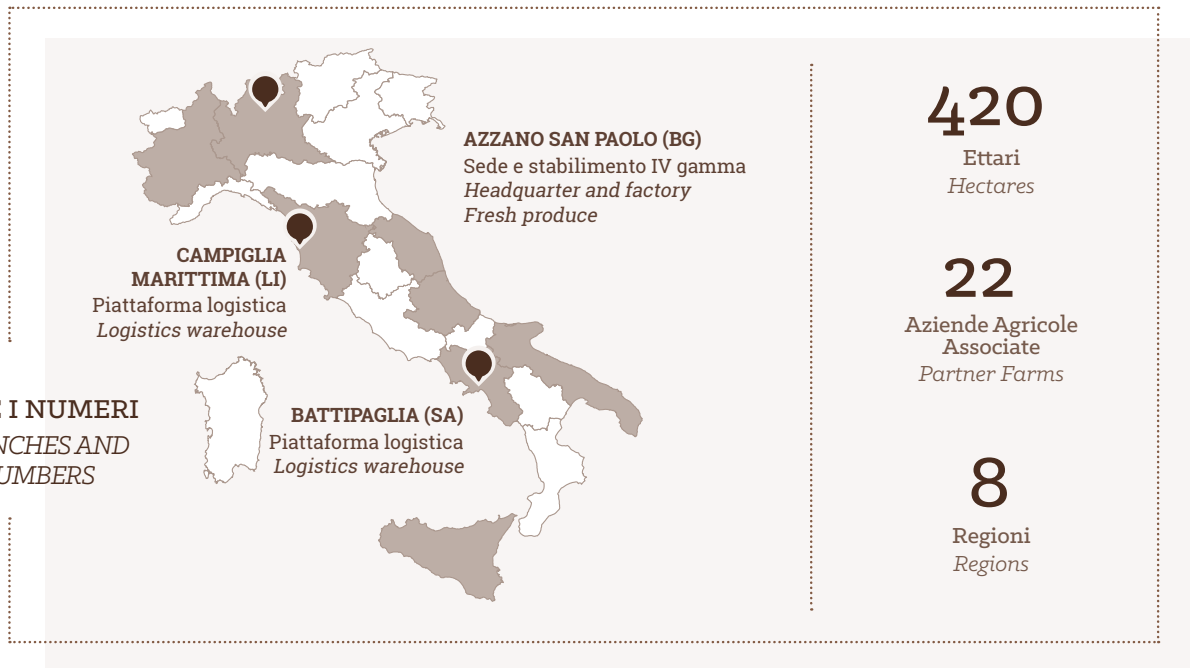 AZZANO SAN PAOLO (BG)
Sede e stabilimento IV gamma
Headquarter and factory
Fresh produce
CAMPIGLIA
MARITTIMA (LI)
Piattaforma logistica
Logistics warehouse
I NUMERI
AND
BATTIPAGLIA (SA)
Piattaforma logistica
Logistics warehouse
420
Ettari
Hectares
22
Aziende Agricole
Associate
Partner Farms
8
Regioni
Regions